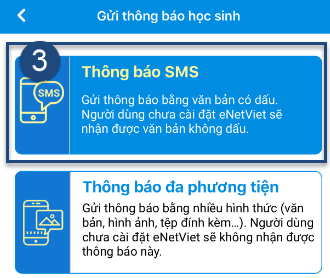 Gửi thông báo học sinh
3
Thông báo SMS
SMS
Gửi thông báo bằng văn bản có dấu.
Người dùng chưa cài đặt eNetViet sẽ
nhận được văn bản không dấu.
Thông báo đa phương tiện
Gửi thông báo bằng nhiều hình thức (văn
bản, hình ảnh, tệp đính kèm...). Người dùng
chưa cài đặt eNetViet sẽ không nhận được
thông báo này.